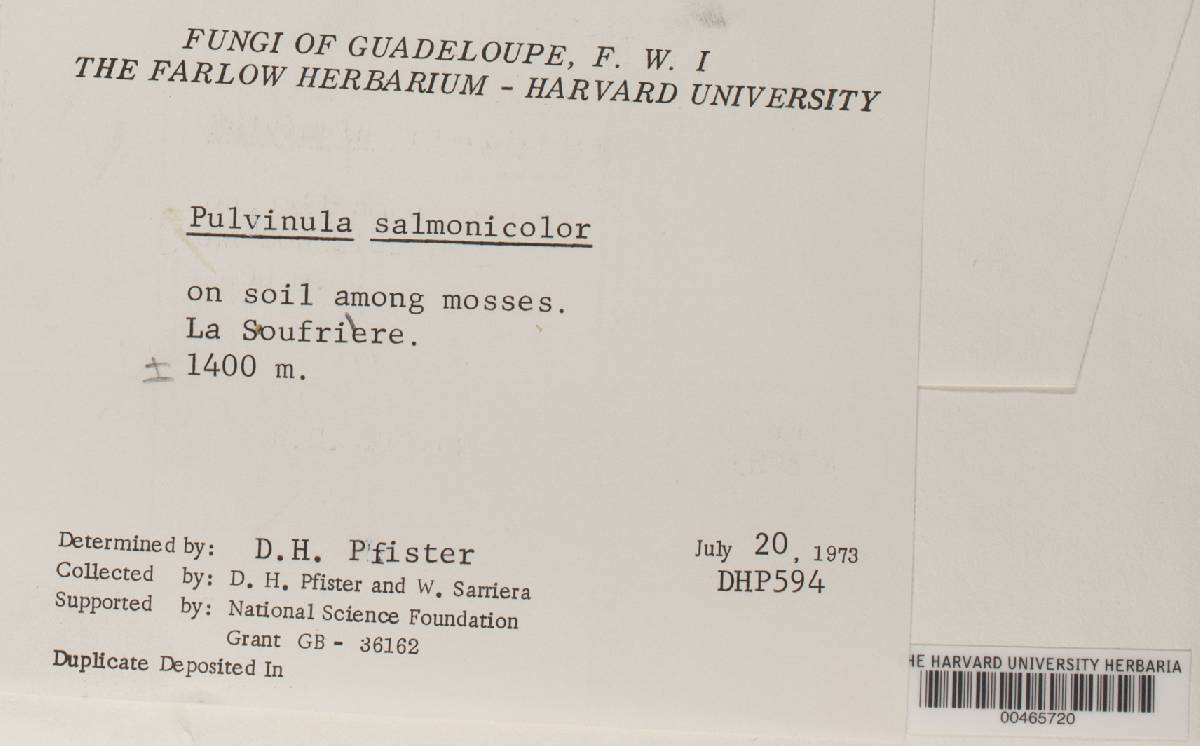 FUNGI OF GUADELOUPE, F. W. I
THE FARLOW HERBARIUM - HARVARD UNIVERSITY
Pulvinula salmonicolor
on soil among mosses.
La Soufrière.
± 1400 m.
Determined by: D.H. Pfister
Collected by: D. H. Pfister and W. Sarriera
Supported by: National Science Foundation
Grant GB - 36162
Duplicate Deposited In
July 20, 1973
DHP594
HE HARVARD UNIVERSITY HERBARIA
00465720